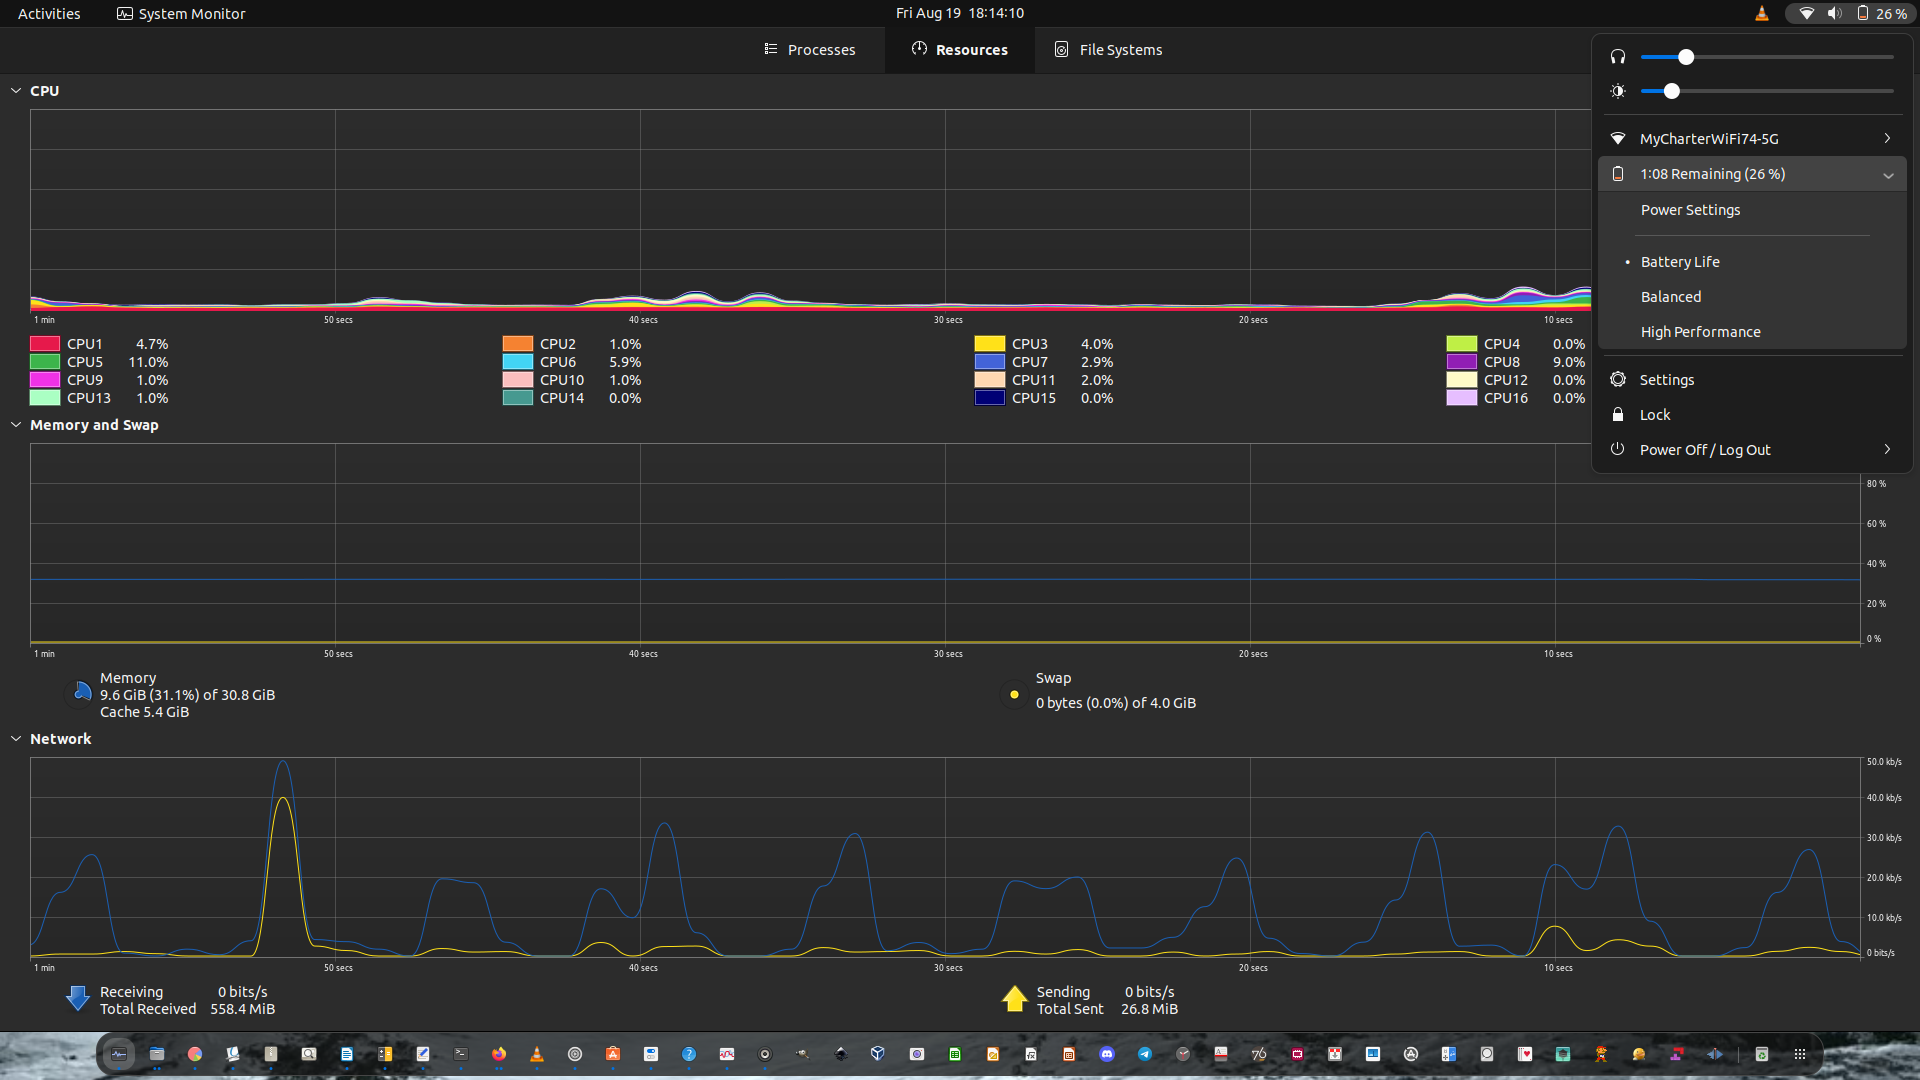 Activities
System Monitor
Fri Aug 19  18:14:10
26 %
Processes
Resources
File Systems
MyCharterWiFi74-5G
1:08 Remaining (26 %)
Power Settings
• Battery Life
Balanced
High Performance
Settings
Lock
Power Off / Log Out
CPU
1 min 50 secs 40 secs 30 secs 20 secs 10 secs
CPU1 4.7% CPU2 1.0% CPU3 4.0% CPU4 0.0%
CPU5 11.0% CPU6 5.9% CPU7 2.9% CPU8 9.0%
CPU9 1.0% CPU10 1.0% CPU11 2.0% CPU12 0.0%
CPU13 1.0% CPU14 0.0% CPU15 0.0% CPU16 0.0%
Memory and Swap
80 %
60 %
40 %
20 %
0 %
1 min 50 secs 40 secs 30 secs 20 secs 10 secs
Memory
9.6 GiB (31.1%) of 30.8 GiB
Cache 5.4 GiB
Swap
0 bytes (0.0%) of 4.0 GiB
Network
50.0 kb/s
40.0 kb/s
30.0 kb/s
20.0 kb/s
10.0 kb/s
0 bits/s
1 min 50 secs 40 secs 30 secs 20 secs 10 secs
Receiving 0 bits/s
Total Received 558.4 MiB
Sending 0 bits/s
Total Sent 26.8 MiB
76